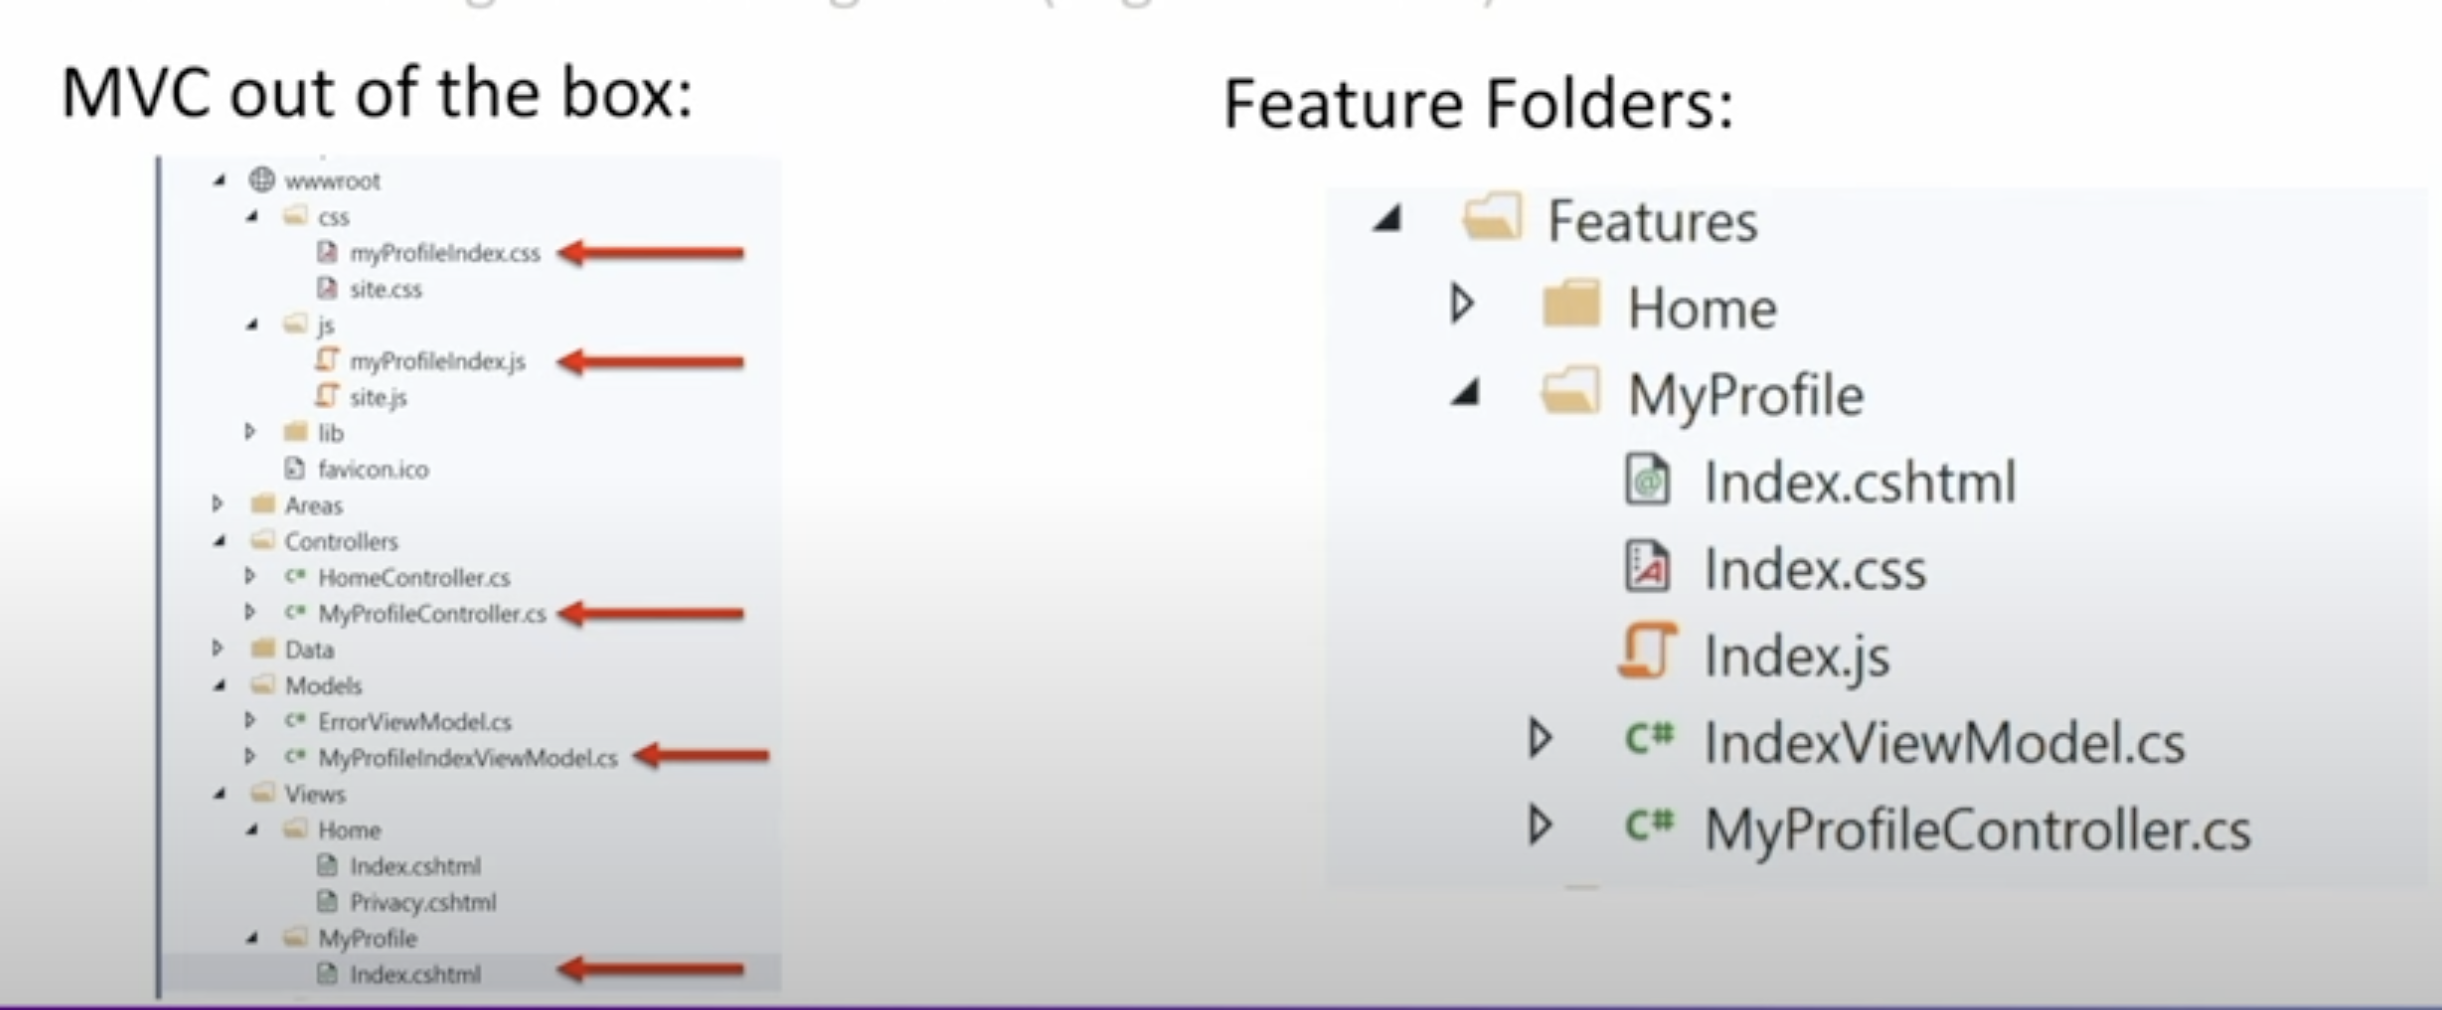 MVC out of the box:
wwwroot
css
myProfileIndex.css
site.css
js
myProfileIndex.js
site.js
lib
favicon.ico
Areas
Controllers
C# HomeController.cs
C# MyProfileController.cs
Data
Models
C# ErrorViewModel.cs
C# MyProfileIndexViewModel.cs
Views
Home
Index.cshtml
Privacy.cshtml
MyProfile
Index.cshtml
Feature Folders:
Features
Home
MyProfile
Index.cshtml
Index.css
Index.js
C# IndexViewModel.cs
C# MyProfileController.cs